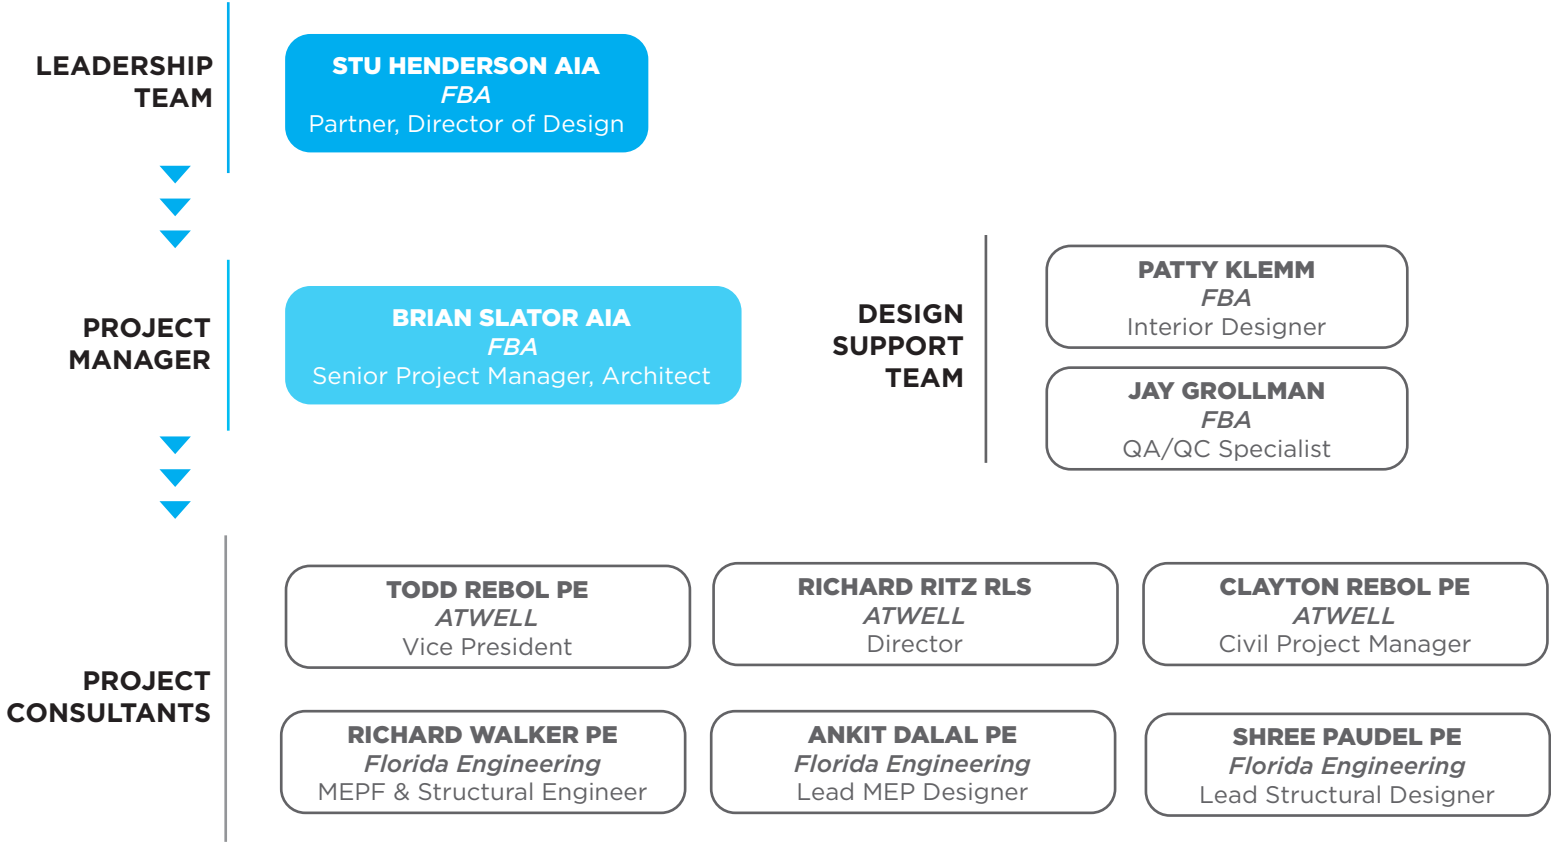 LEADERSHIP
TEAM
STU HENDERSON AIA
FBA
Partner, Director of Design
PROJECT
MANAGER
BRIAN SLATOR AIA
FBA
Senior Project Manager, Architect
DESIGN
SUPPORT
TEAM
PATTY KLEMM
FBA
Interior Designer
JAY GROLLMAN
FBA
QA/QC Specialist
PROJECT
CONSULTANTS
TODD REBOL PE
ATWELL
Vice President
RICHARD RITZ RLS
ATWELL
Director
CLAYTON REBOL PE
ATWELL
Civil Project Manager
RICHARD WALKER PE
Florida Engineering
MEPF & Structural Engineer
ANKIT DALAL PE
Florida Engineering
Lead MEP Designer
SHREE PAUDEL PE
Florida Engineering
Lead Structural Designer